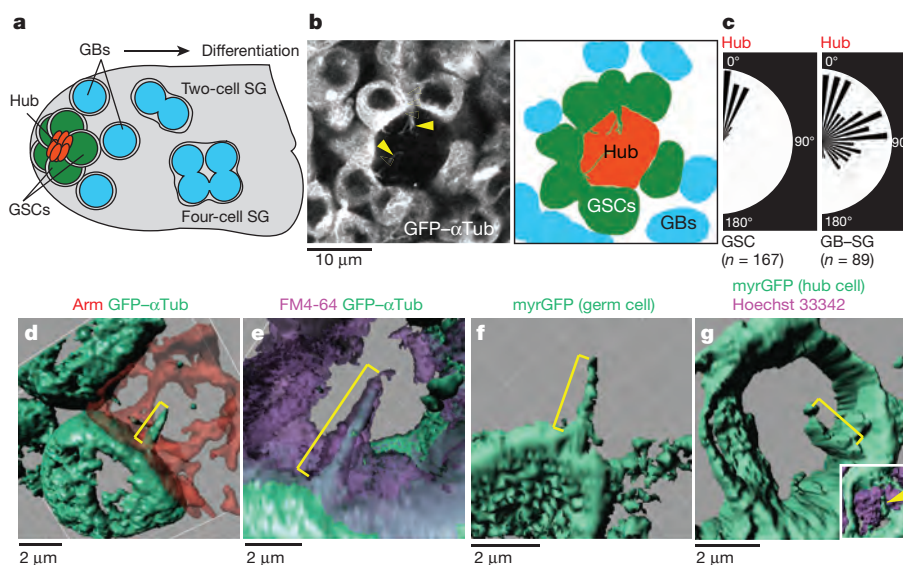 a
GBs
Differentiation
Two-cell SG
Hub
GSCs
Four-cell SG
b
GFP–αTub
10 μm
Hub
GSCs
GBs
c
Hub
Hub
0°
0°
90°
90°
180°
180°
GSC
GB–SG
(n = 167)
(n = 89)
Arm GFP–αTub
d
2 μm
FM4-64 GFP–αTub
e
2 μm
myrGFP (germ cell)
f
2 μm
myrGFP (hub cell)
Hoechst 33342
g
2 μm